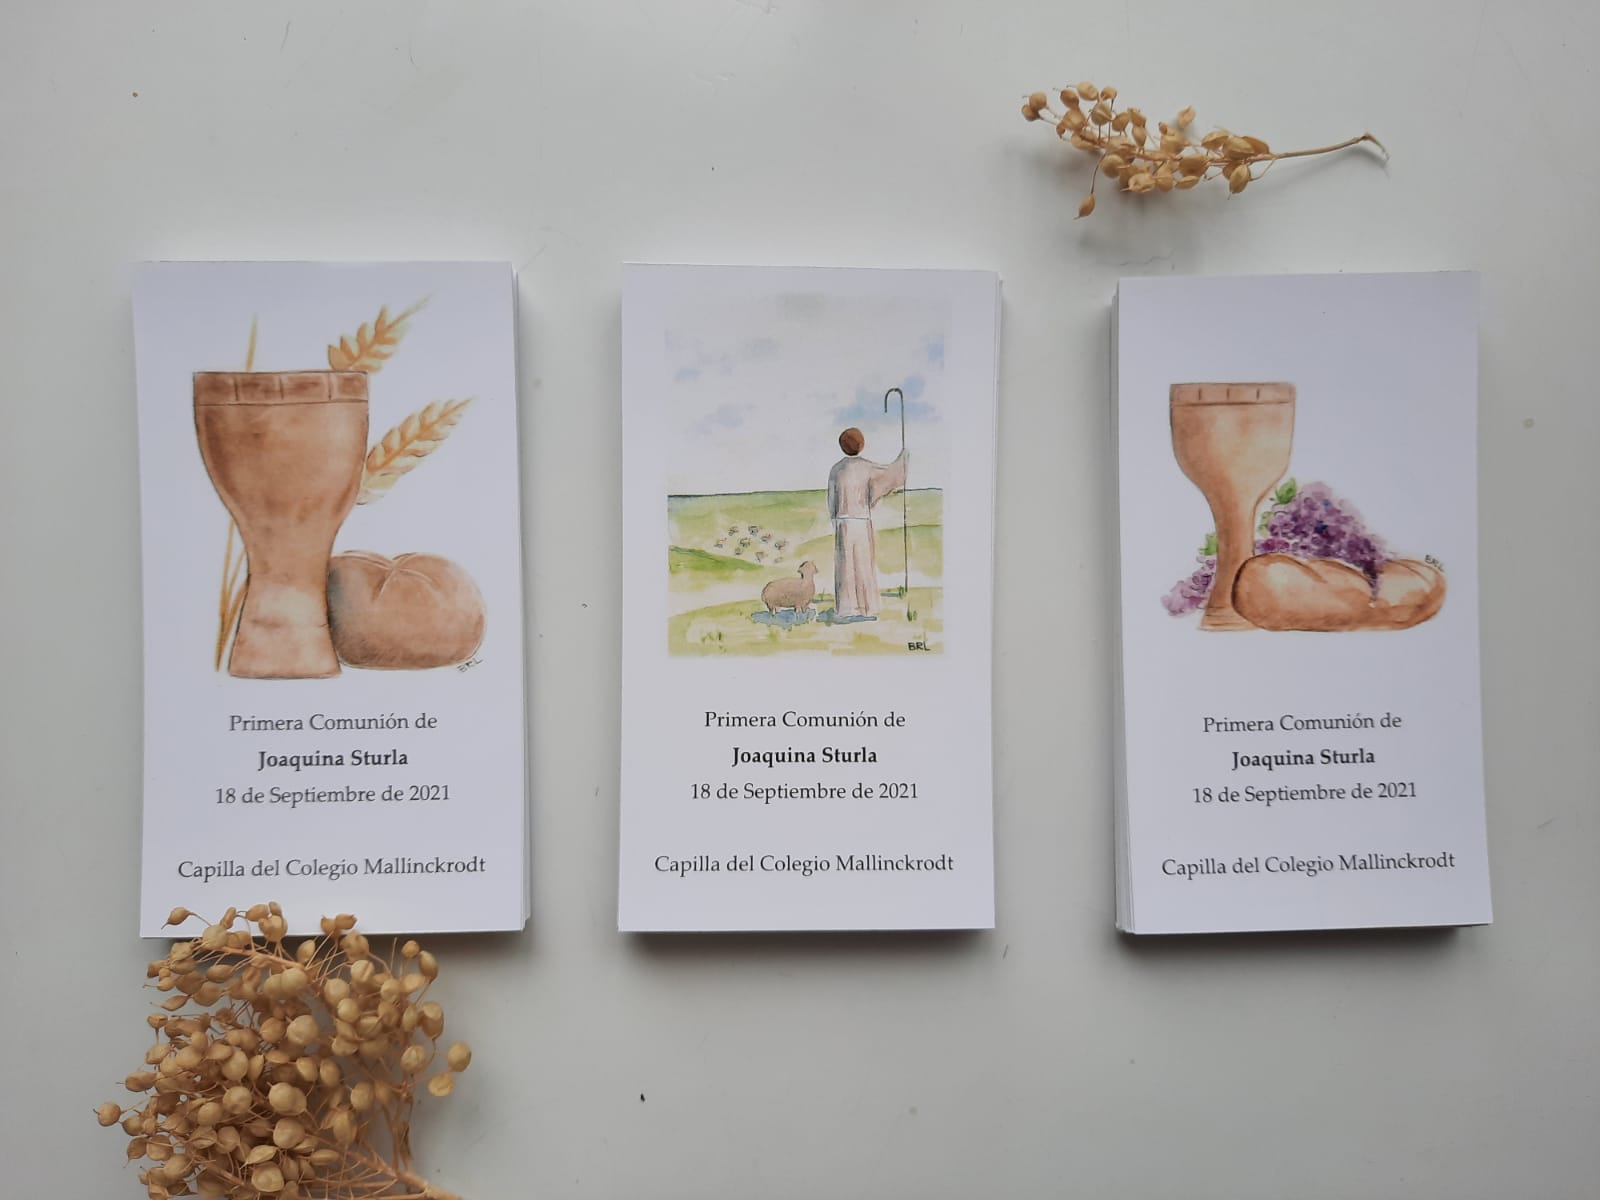 BRL
Primera Comunión de
Joaquina Sturla
18 de Septiembre de 2021
Capilla del Colegio Mallinckrodt
BRL
Primera Comunión de
Joaquina Sturla
18 de Septiembre de 2021
Capilla del Colegio Mallinckrodt
BRL
Primera Comunión de
Joaquina Sturla
18 de Septiembre de 2021
Capilla del Colegio Mallinckrodt